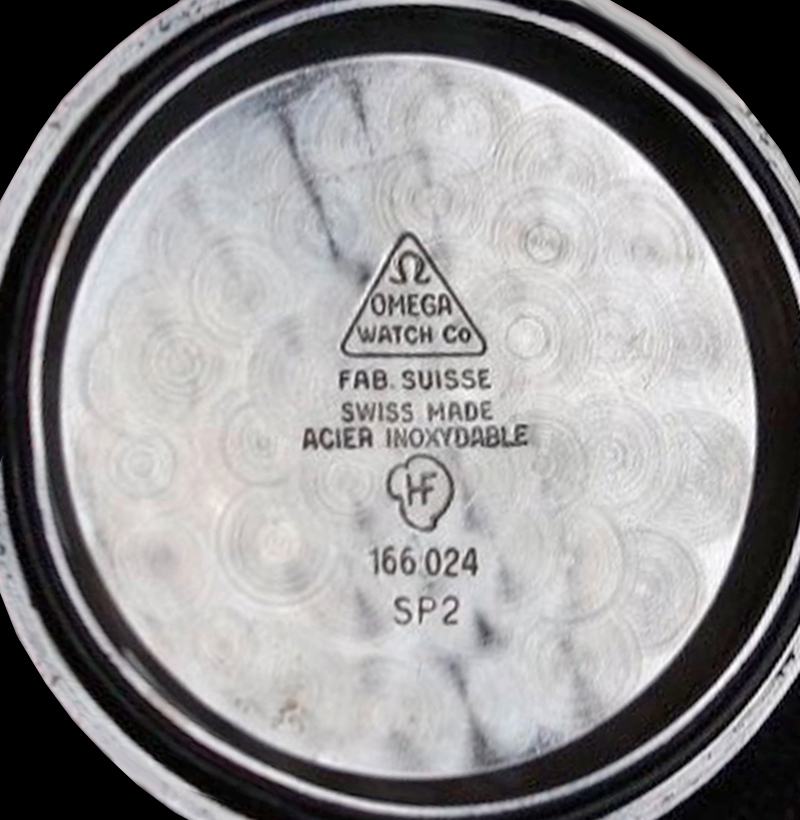 Ω
OMEGA
WATCH Co
FAB. SUISSE
SWISS MADE
ACIER INOXYDABLE
HF
166 024
SP2